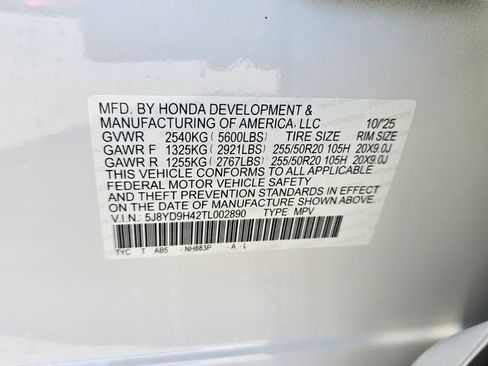 MFD. BY HONDA DEVELOPMENT &
MANUFACTURING OF AMERICA, LLC 10/'25
GVWR 2540KG( 5600LBS) TIRE SIZE RIM SIZE
GAWR F 1325KG( 2921LBS) 255/50R20 105H 20X9.0J
GAWR R 1255KG( 2767LBS) 255/50R20 105H 20X9.0J
THIS VEHICLE CONFORMS TO ALL APPLICABLE
FEDERAL MOTOR VEHICLE SAFETY
AND THEFT PREVENTION STANDARDS IN EFFECT
ON THE DATE OF MANUFACTURE SHOWN ABOVE.
V.I.N.: 5J8YD9H42TL002890 TYPE: MPV
TYC T AB5 -NH883P -A -L